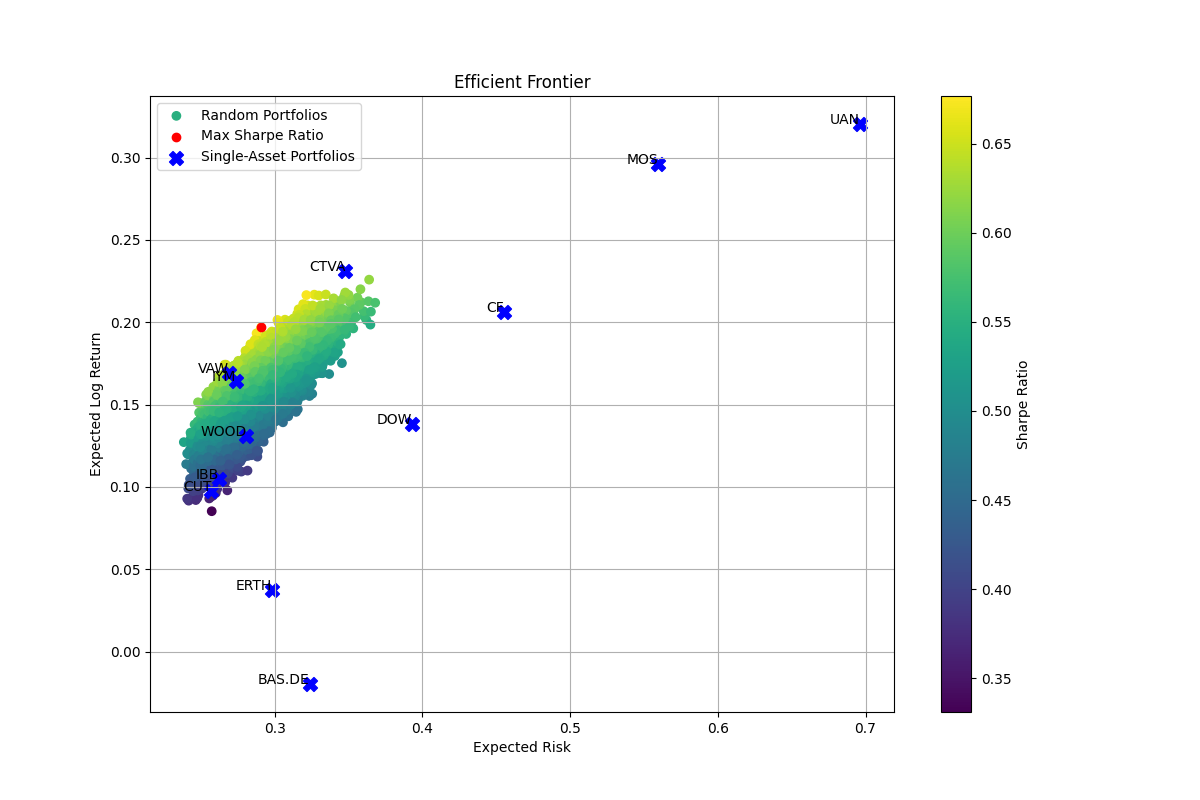 Efficient Frontier
Random Portfolios
Max Sharpe Ratio
Single-Asset Portfolios
UAN
MOS
CTVA
CF
VAW
DOW
WOOD
IBB
CUT
ERTH
BAS.DE
0.30
0.25
0.20
0.15
0.10
0.05
0.00
Expected Log Return
0.3
0.4
0.5
0.6
0.7
Expected Risk
0.65
0.60
0.55
0.50
0.45
0.40
0.35
Sharpe Ratio